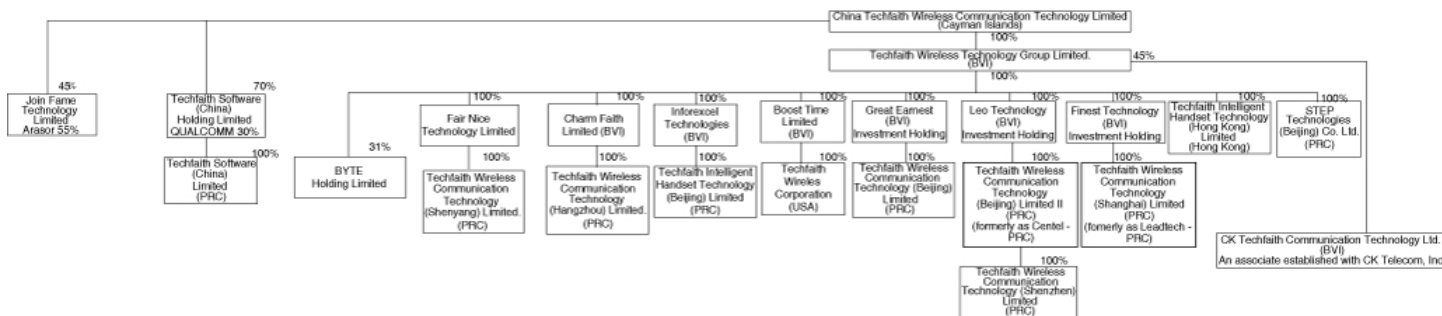 China Techfaith Wireless Communication Technology Limited
(Cayman Islands)
100%
Techfaith Wireless Technology Group Limited.
(BVI)
45%
100%
45%
Join Fame
Technology
Limited
Arasor 55%
70%
Techfaith Software
(China)
Holding Limited
QUALCOMM 30%
100%
Techfaith Software
(China)
Limited
(PRC)
31%
BYTE
Holding Limited
100%
Fair Nice
Technology Limited
100%
Techfaith Wireless
Communication
Technology
(Shenyang) Limited.
(PRC)
100%
Charm Faith
Limited (BVI)
100%
Techfaith Wireless
Communication
Technology
(Hangzhou) Limited.
(PRC)
100%
Inforexcel
Technologies
(BVI)
100%
Techfaith Intelligent
Handset Technology
(Beijing) Limited
(PRC)
100%
Boost Time
Limited
(BVI)
100%
Techfaith
Wireles
Corporation
(USA)
100%
Great Earnest
(BVI)
Investment Holding
100%
Techfaith Wireless
Communication
Technology (Beijing)
Limited
(PRC)
100%
Leo Technology
(BVI)
Investment Holding
100%
Techfaith Wireless
Communication
Technology
(Beijing) Limited II
(PRC)
(formerly as Centel -
PRC)
100%
Techfaith Wireless
Communication
Technology (Shenzhen)
Limited
(PRC)
100%
Finest Technology
(BVI)
Investment Holding
100%
Techfaith Wireless
Communication
Technology
(Shanghai) Limited
(PRC)
(fomerly as Leadtech -
PRC)
100%
Techfaith Intelligent
Handset Technology
(Hong Kong)
Limited
(Hong Kong)
100%
STEP
Technologies
(Beijing) Co. Ltd.
(PRC)
CK Techfaith Communication Technology Ltd.
(BVI)
An associate established with CK Telecom, Inc